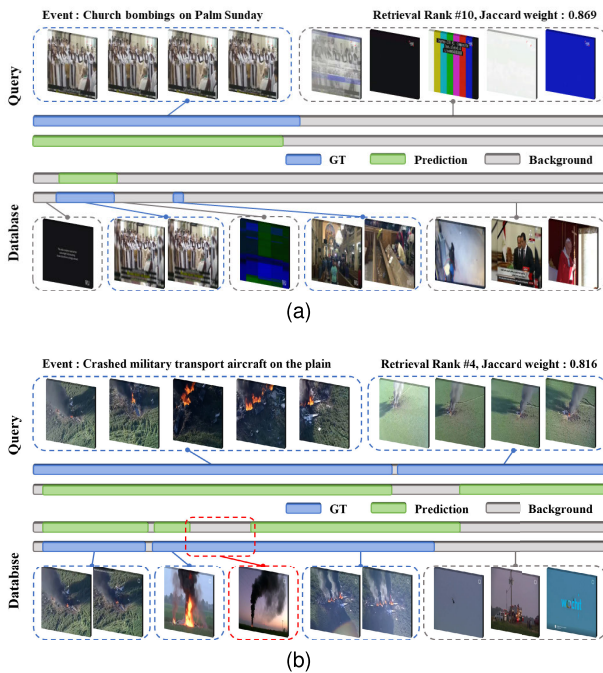 Event : Church bombings on Palm Sunday
Retrieval Rank #10, Jaccard weight : 0.869
Query
GT
Prediction
Background
Database
(a)
Event : Crashed military transport aircraft on the plain
Retrieval Rank #4, Jaccard weight : 0.816
Query
GT
Prediction
Background
Database
(b)